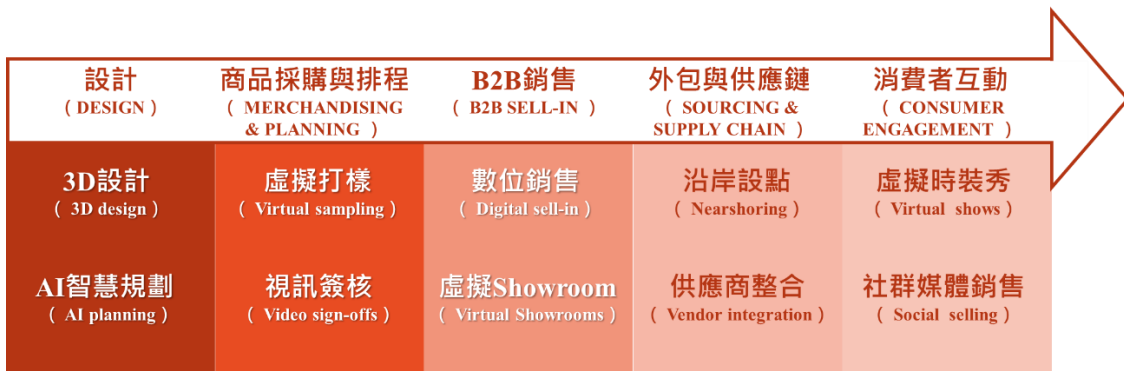 設計
（ DESIGN ）
商品採購與排程
（ MERCHANDISING
& PLANNING ）
B2B銷售
（ B2B SELL-IN ）
外包與供應鏈
（ SOURCING &
SUPPLY CHAIN ）
消費者互動
（ CONSUMER
ENGAGEMENT ）
3D設計
（ 3D design ）
虛擬打樣
（ Virtual sampling ）
數位銷售
（ Digital sell-in ）
沿岸設點
（ Nearshoring ）
虛擬時裝秀
（ Virtual shows ）
AI智慧規劃
（ AI planning ）
視訊簽核
（ Video sign-offs ）
虛擬Showroom
（ Virtual Showrooms ）
供應商整合
（ Vendor integration ）
社群媒體銷售
（ Social selling ）